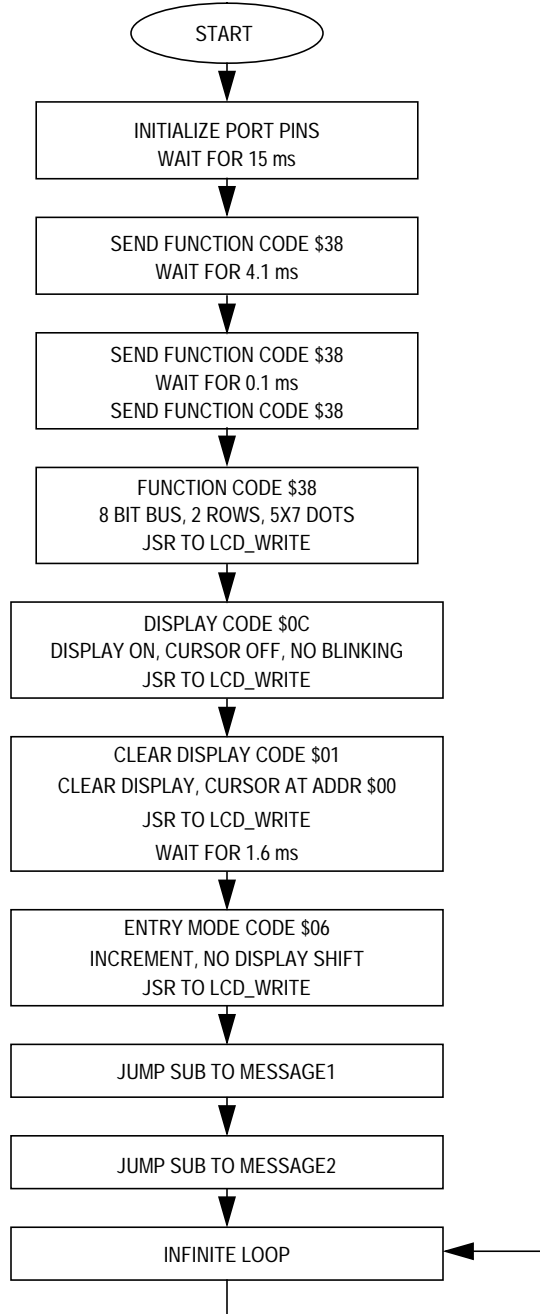 START
INITIALIZE PORT PINS
WAIT FOR 15 ms
SEND FUNCTION CODE $38
WAIT FOR 4.1 ms
SEND FUNCTION CODE $38
WAIT FOR 0.1 ms
SEND FUNCTION CODE $38
FUNCTION CODE $38
8 BIT BUS, 2 ROWS, 5X7 DOTS
JSR TO LCD_WRITE
DISPLAY CODE $0C
DISPLAY ON, CURSOR OFF, NO BLINKING
JSR TO LCD_WRITE
CLEAR DISPLAY CODE $01
CLEAR DISPLAY, CURSOR AT ADDR $00
JSR TO LCD_WRITE
WAIT FOR 1.6 ms
ENTRY MODE CODE $06
INCREMENT, NO DISPLAY SHIFT
JSR TO LCD_WRITE
JUMP SUB TO MESSAGE1
JUMP SUB TO MESSAGE2
INFINITE LOOP